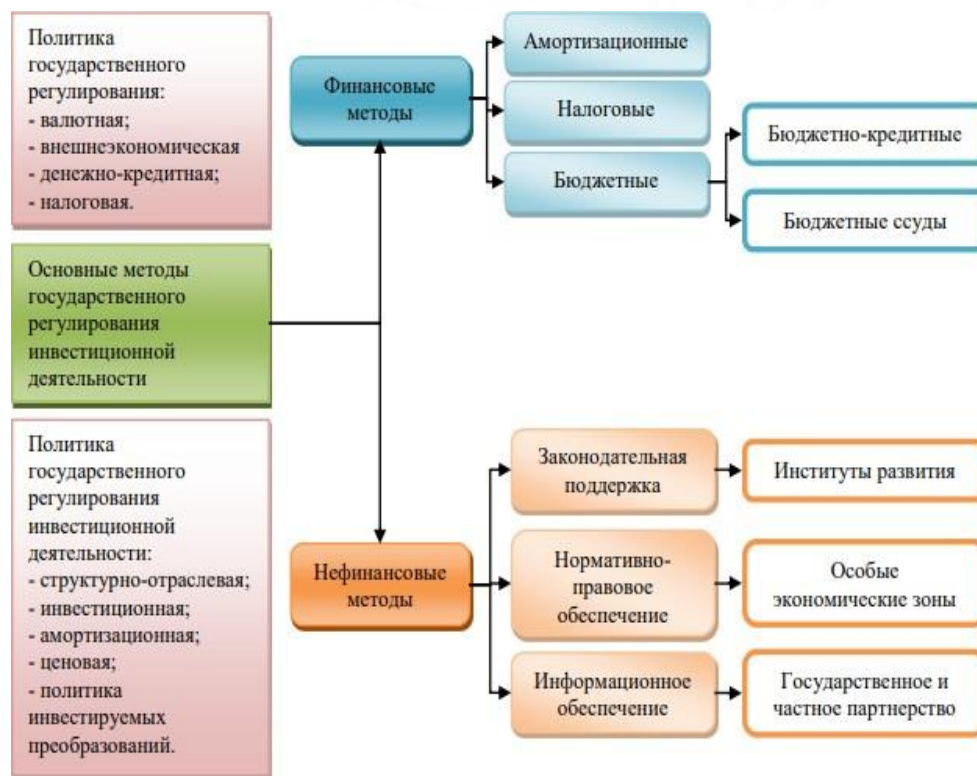 Политика
государственного
регулирования:
- валютная;
- внешнеэкономическая
- денежно-кредитная;
- налоговая.
Основные методы
государственного
регулирования
инвестиционной
деятельности
Политика
государственного
регулирования
инвестиционной
деятельности:
- структурно-отраслевая;
- инвестиционная;
- амортизационная;
- ценовая;
- политика
инвестируемых
преобразований.
Финансовые
методы
Амортизационные
Налоговые
Бюджетные
Бюджетно-кредитные
Бюджетные ссуды
Нефинансовые
методы
Законодательная
поддержка
Институты развития
Нормативно-
правовое
обеспечение
Особые
экономические зоны
Информационное
обеспечение
Государственное и
частное партнерство